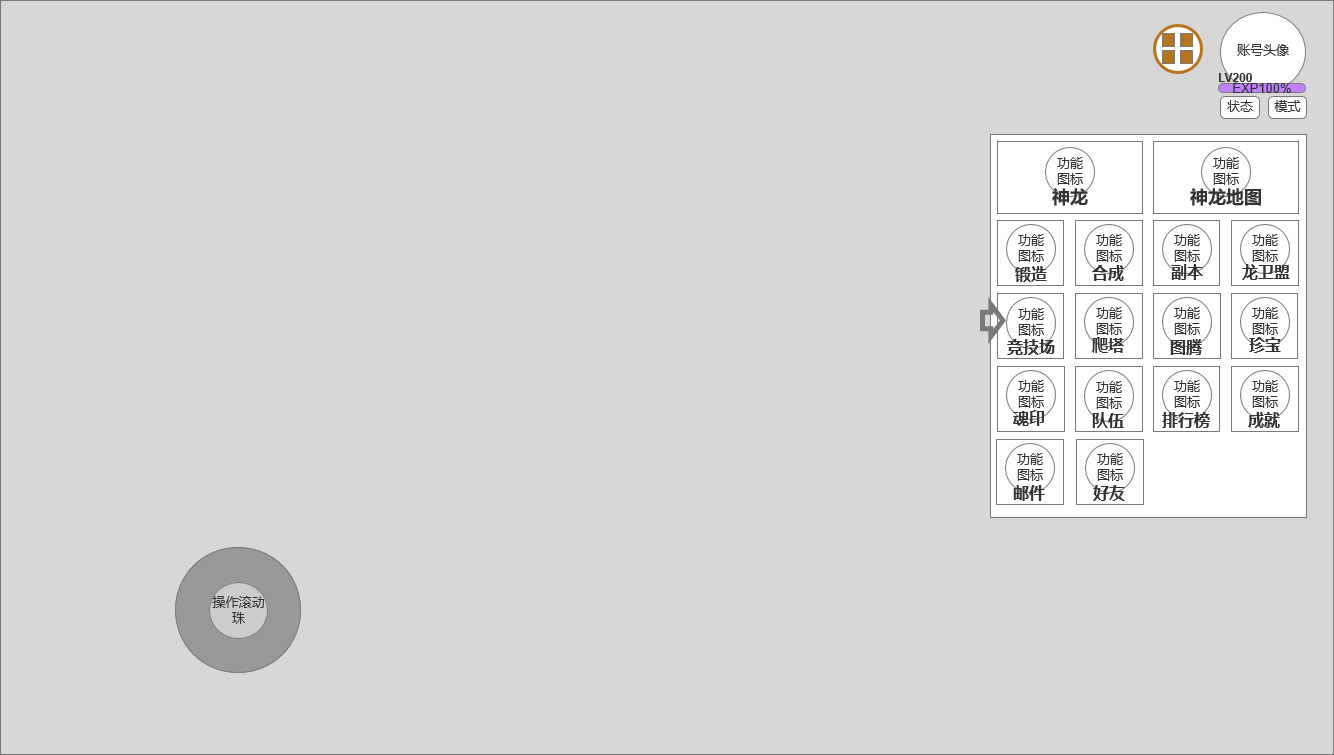 账号头像
LV200
EXP100%
状态
模式
功能
图标
神龙
功能
图标
神龙地图
功能
图标
锻造
功能
图标
合成
功能
图标
副本
功能
图标
龙卫盟
功能
图标
竞技场
功能
图标
爬塔
功能
图标
图腾
功能
图标
珍宝
功能
图标
魂印
功能
图标
队伍
功能
图标
排行榜
功能
图标
成就
功能
图标
邮件
功能
图标
好友
操作滚动
珠